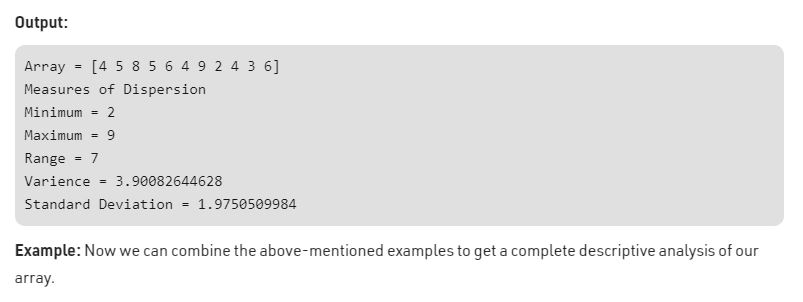 Output:
Array = [4 5 8 5 6 4 9 2 4 3 6]
Measures of Dispersion
Minimum = 2
Maximum = 9
Range = 7
Varience = 3.90082644628
Standard Deviation = 1.9750509984
Example: Now we can combine the above-mentioned examples to get a complete descriptive analysis of our
array.